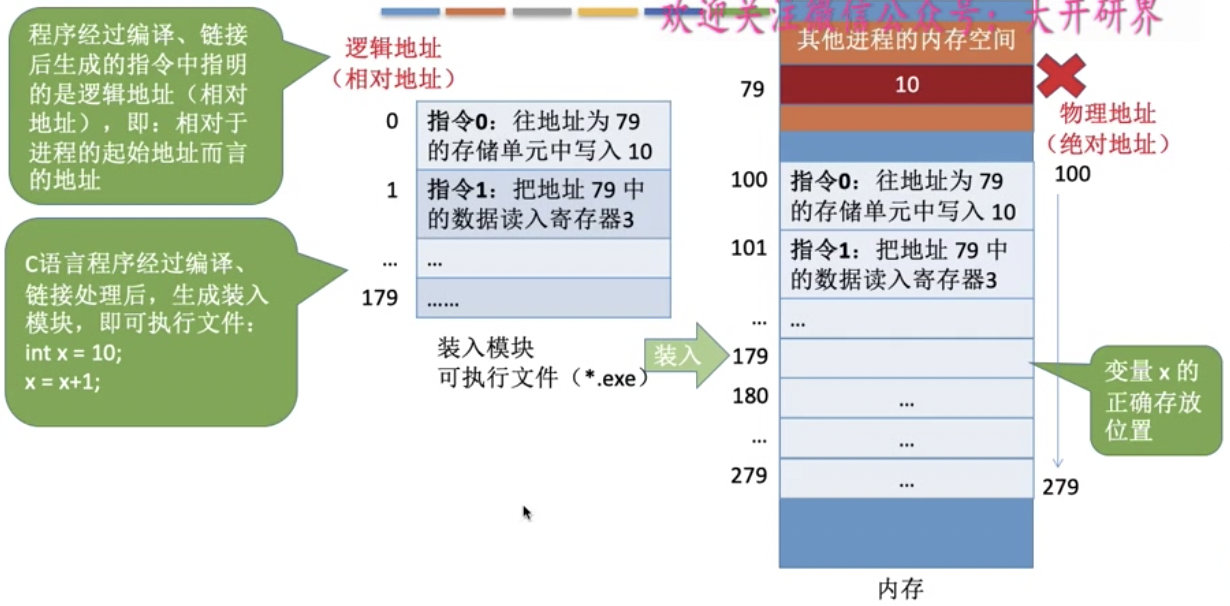 欢迎关注微信公众号：大开研界
程序经过编译、链接
后生成的指令中指明
的是逻辑地址（相对
地址），即：相对于
进程的起始地址而言
的地址
C语言程序经过编译、
链接处理后，生成装入
模块，即可执行文件：
int x = 10;
x = x+1;
逻辑地址
（相对地址）
0
指令0：往地址为 79
的存储单元中写入 10
1
指令1：把地址 79 中
的数据读入寄存器3
...
...
179
......
装入模块
可执行文件（*.exe）
装入
其他进程的内存空间
79
10
物理地址
（绝对地址）
100
指令0：往地址为 79
的存储单元中写入 10
100
101
指令1：把地址 79 中
的数据读入寄存器3
...
...
179
180
...
...
...
279
...
279
变量 x 的
正确存放
位置
内存